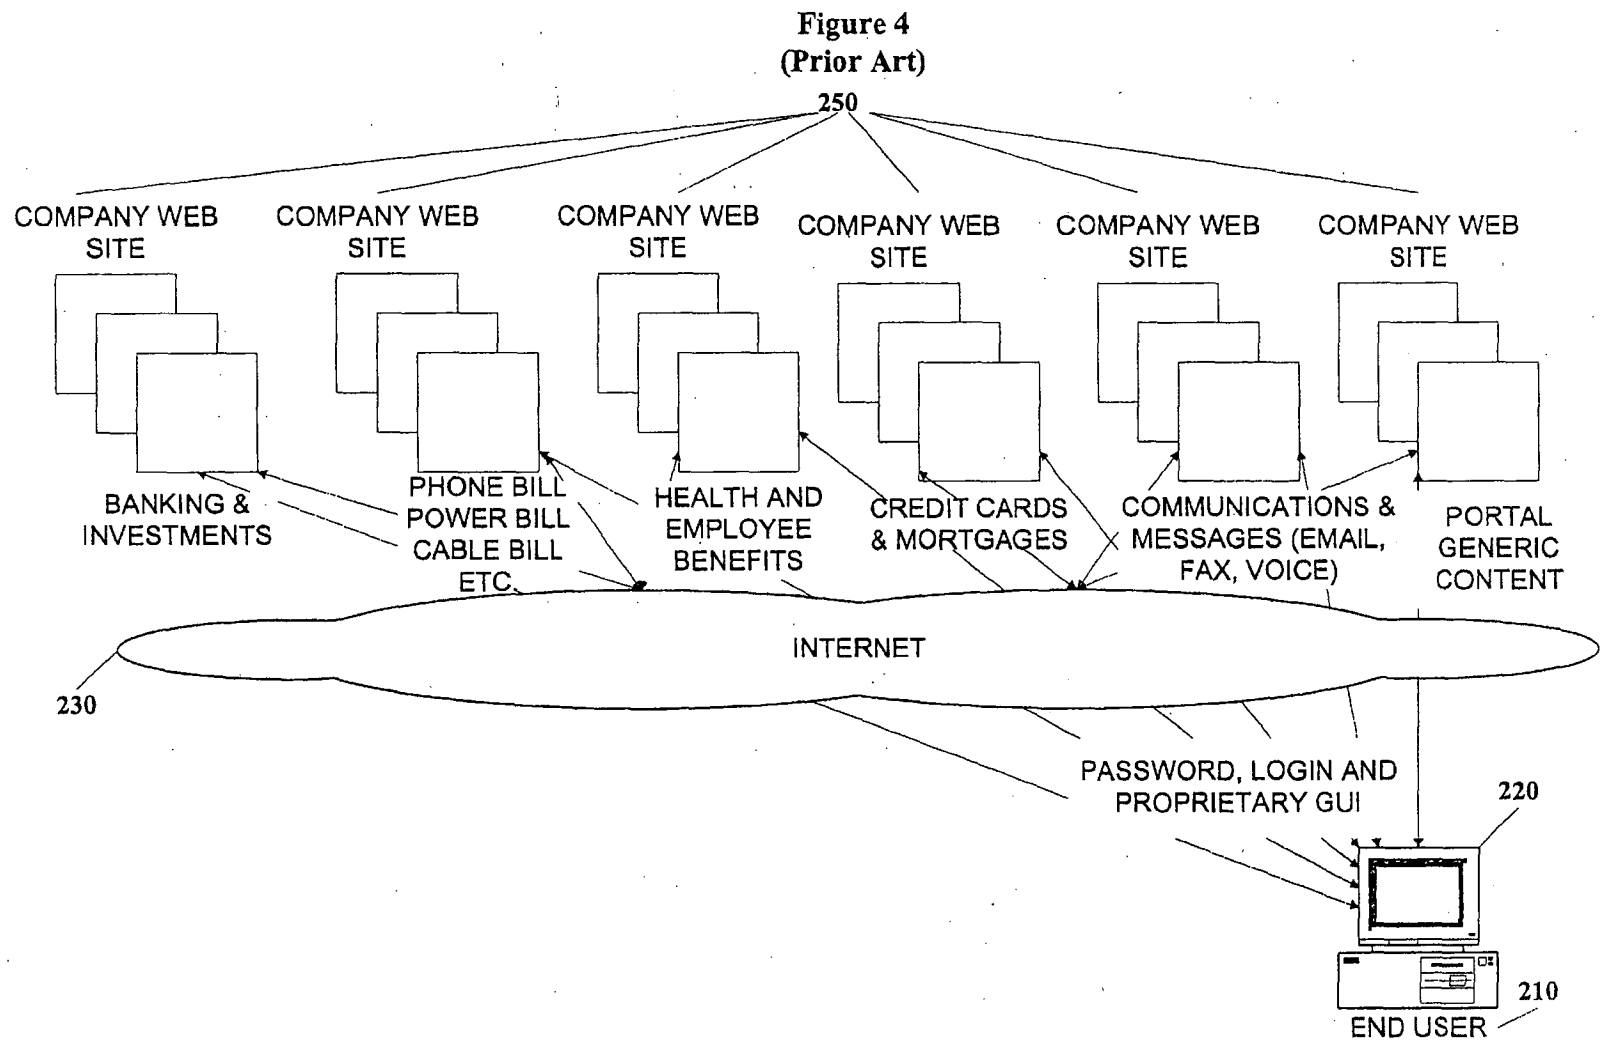 Figure 4
(Prior Art)
250
COMPANY WEB
SITE
COMPANY WEB
SITE
COMPANY WEB
SITE
COMPANY WEB
SITE
COMPANY WEB
SITE
COMPANY WEB
SITE
BANKING &
INVESTMENTS
PHONE BILL
POWER BILL
CABLE BILL
ETC.
HEALTH AND
EMPLOYEE
BENEFITS
CREDIT CARDS
& MORTGAGES
COMMUNICATIONS &
MESSAGES (EMAIL,
FAX, VOICE)
PORTAL
GENERIC
CONTENT
INTERNET
230
PASSWORD, LOGIN AND
PROPRIETARY GUI
220
210
END USER